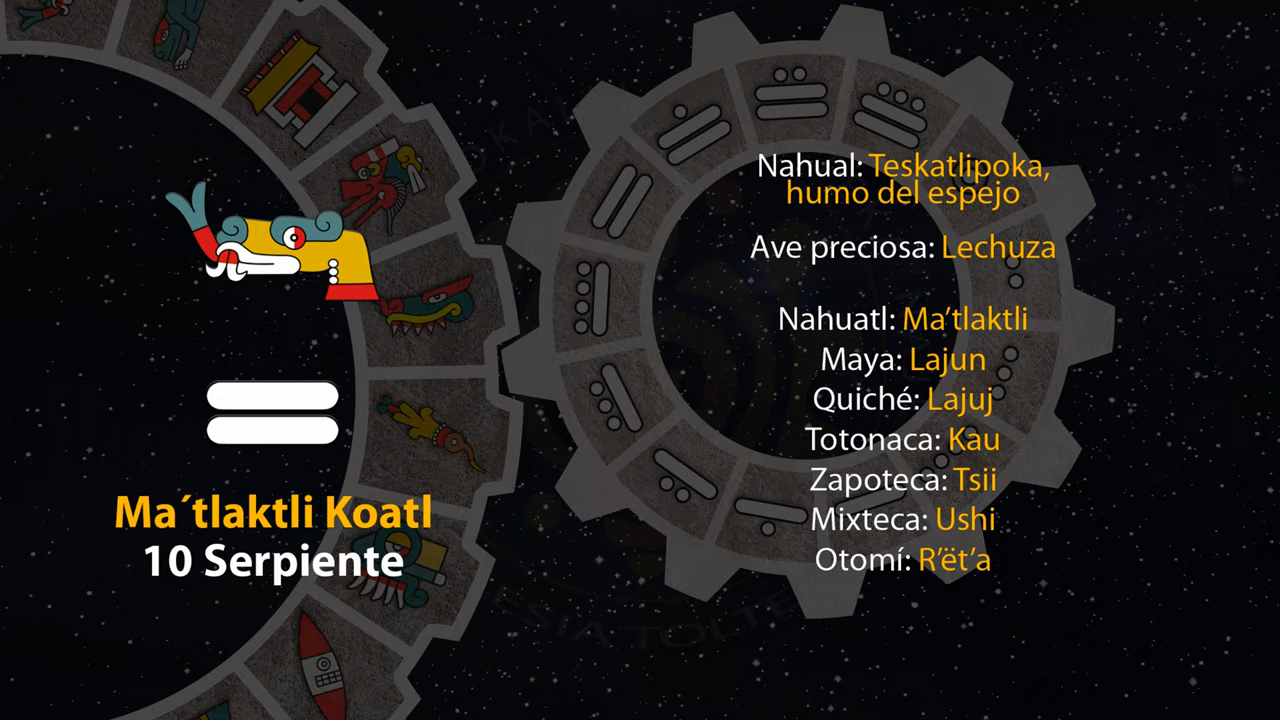 Ma´tlaktli Koatl
10 Serpiente
Nahual: Teskatlipoka,
humo del espejo
Ave preciosa: Lechuza
Nahuatl: Ma’tlaktli
Maya: Lajun
Quiché: Lajuj
Totonaca: Kau
Zapoteca: Tsii
Mixteca: Ushi
Otomí: R’ët’a